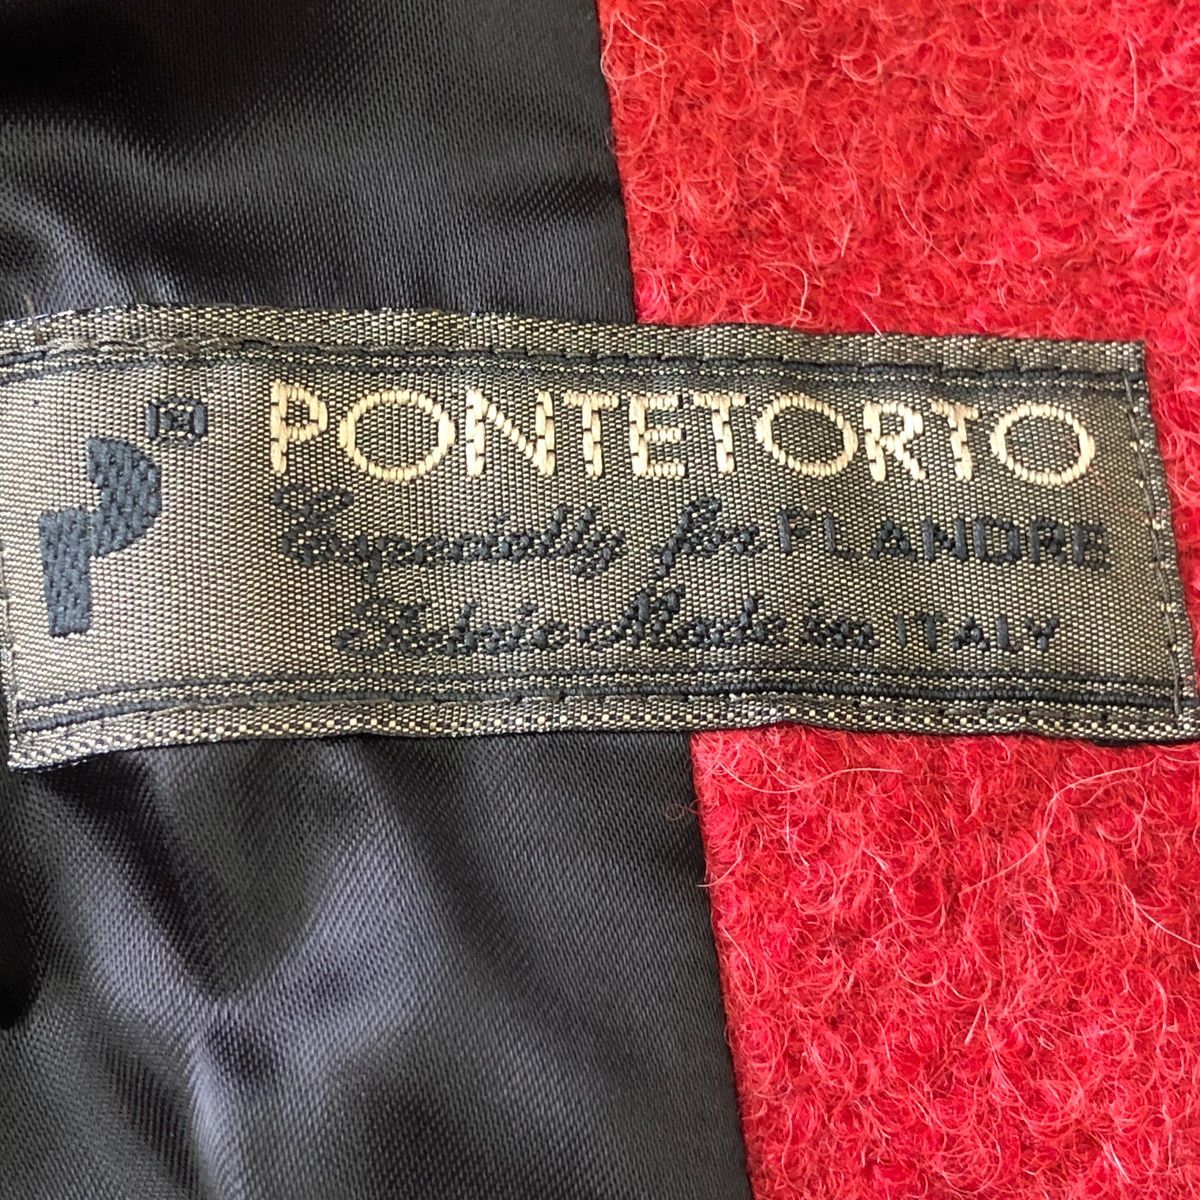 PONTETORTO
Especially for FLANDRE
Fabric Made in ITALY